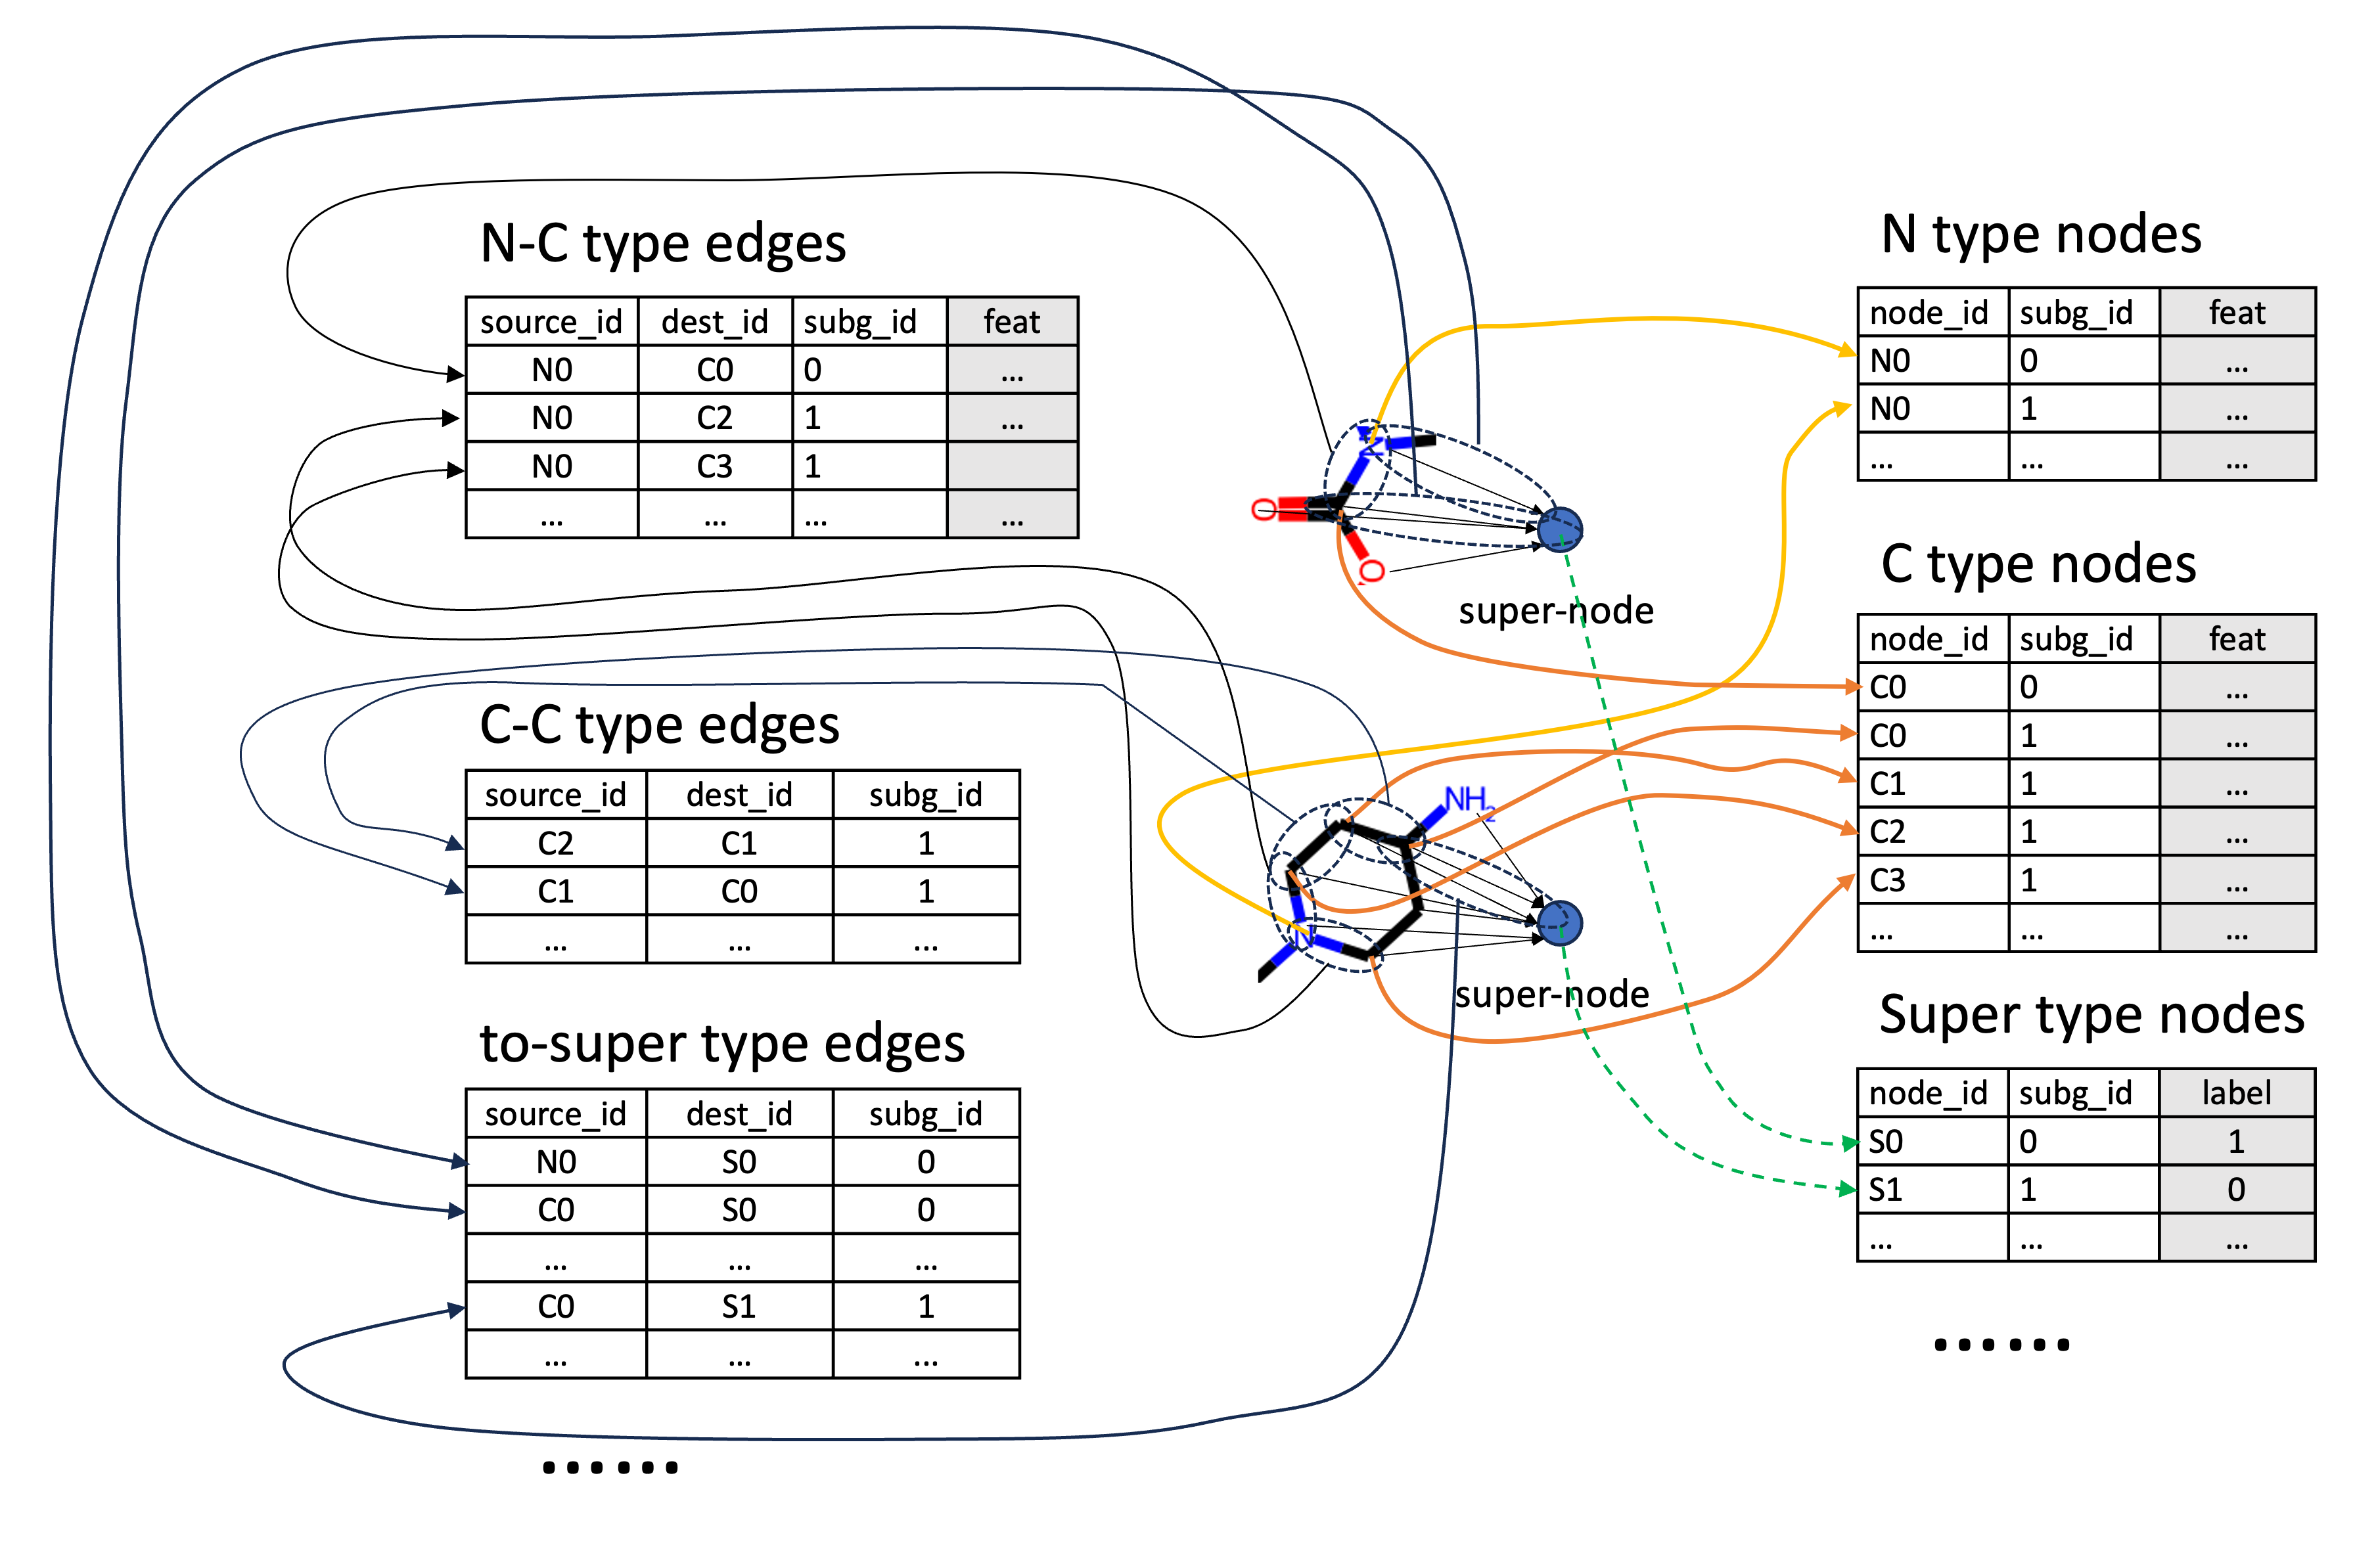 N-C type edges
source_id dest_id subg_id feat
N0 C0 0 ...
N0 C2 1 ...
N0 C3 1
... ... ... ...
C-C type edges
source_id dest_id subg_id
C2 C1 1
C1 C0 1
... ... ...
to-super type edges
source_id dest_id subg_id
N0 S0 0
C0 S0 0
... ... ...
C0 S1 1
... ... ...
......
N
O
O
super-node
NH2
N
super-node
N type nodes
node_id subg_id feat
N0 0 ...
N0 1 ...
... ... ...
C type nodes
node_id subg_id feat
C0 0 ...
C0 1 ...
C1 1 ...
C2 1 ...
C3 1 ...
... ... ...
Super type nodes
node_id subg_id label
S0 0 1
S1 1 0
... ... ...
......